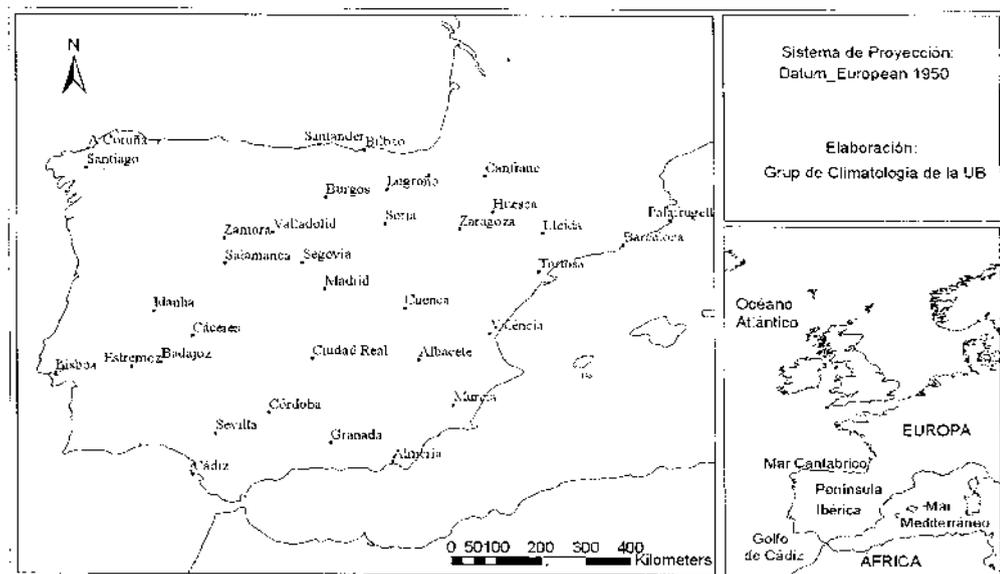 N
A Coruña
Santiago
Santander
Bilbao
Canfranc
Logroño
Burgos
Huesca
Soria
Zaragoza
Lleida
Palafrugell
Barcelona
Zamora
Valladolid
Salamanca
Segovia
Tortosa
Madrid
Cuenca
Cáceres
València
Estremoz
Badajoz
Ciudad Real
Albacete
Lisboa
Córdoba
Murcia
Sevilla
Granada
Almería
Cádiz
0 50100 200 300 400
Kilometers
Sistema de Proyección:
Datum_European 1950
Elaboración:
Grup de Climatología de la UB
Océano
Atlántico
EUROPA
Mar Cantabrico
Península
Ibérica
Mar
Mediterráneo
Golfo
de Cádiz
AFRICA